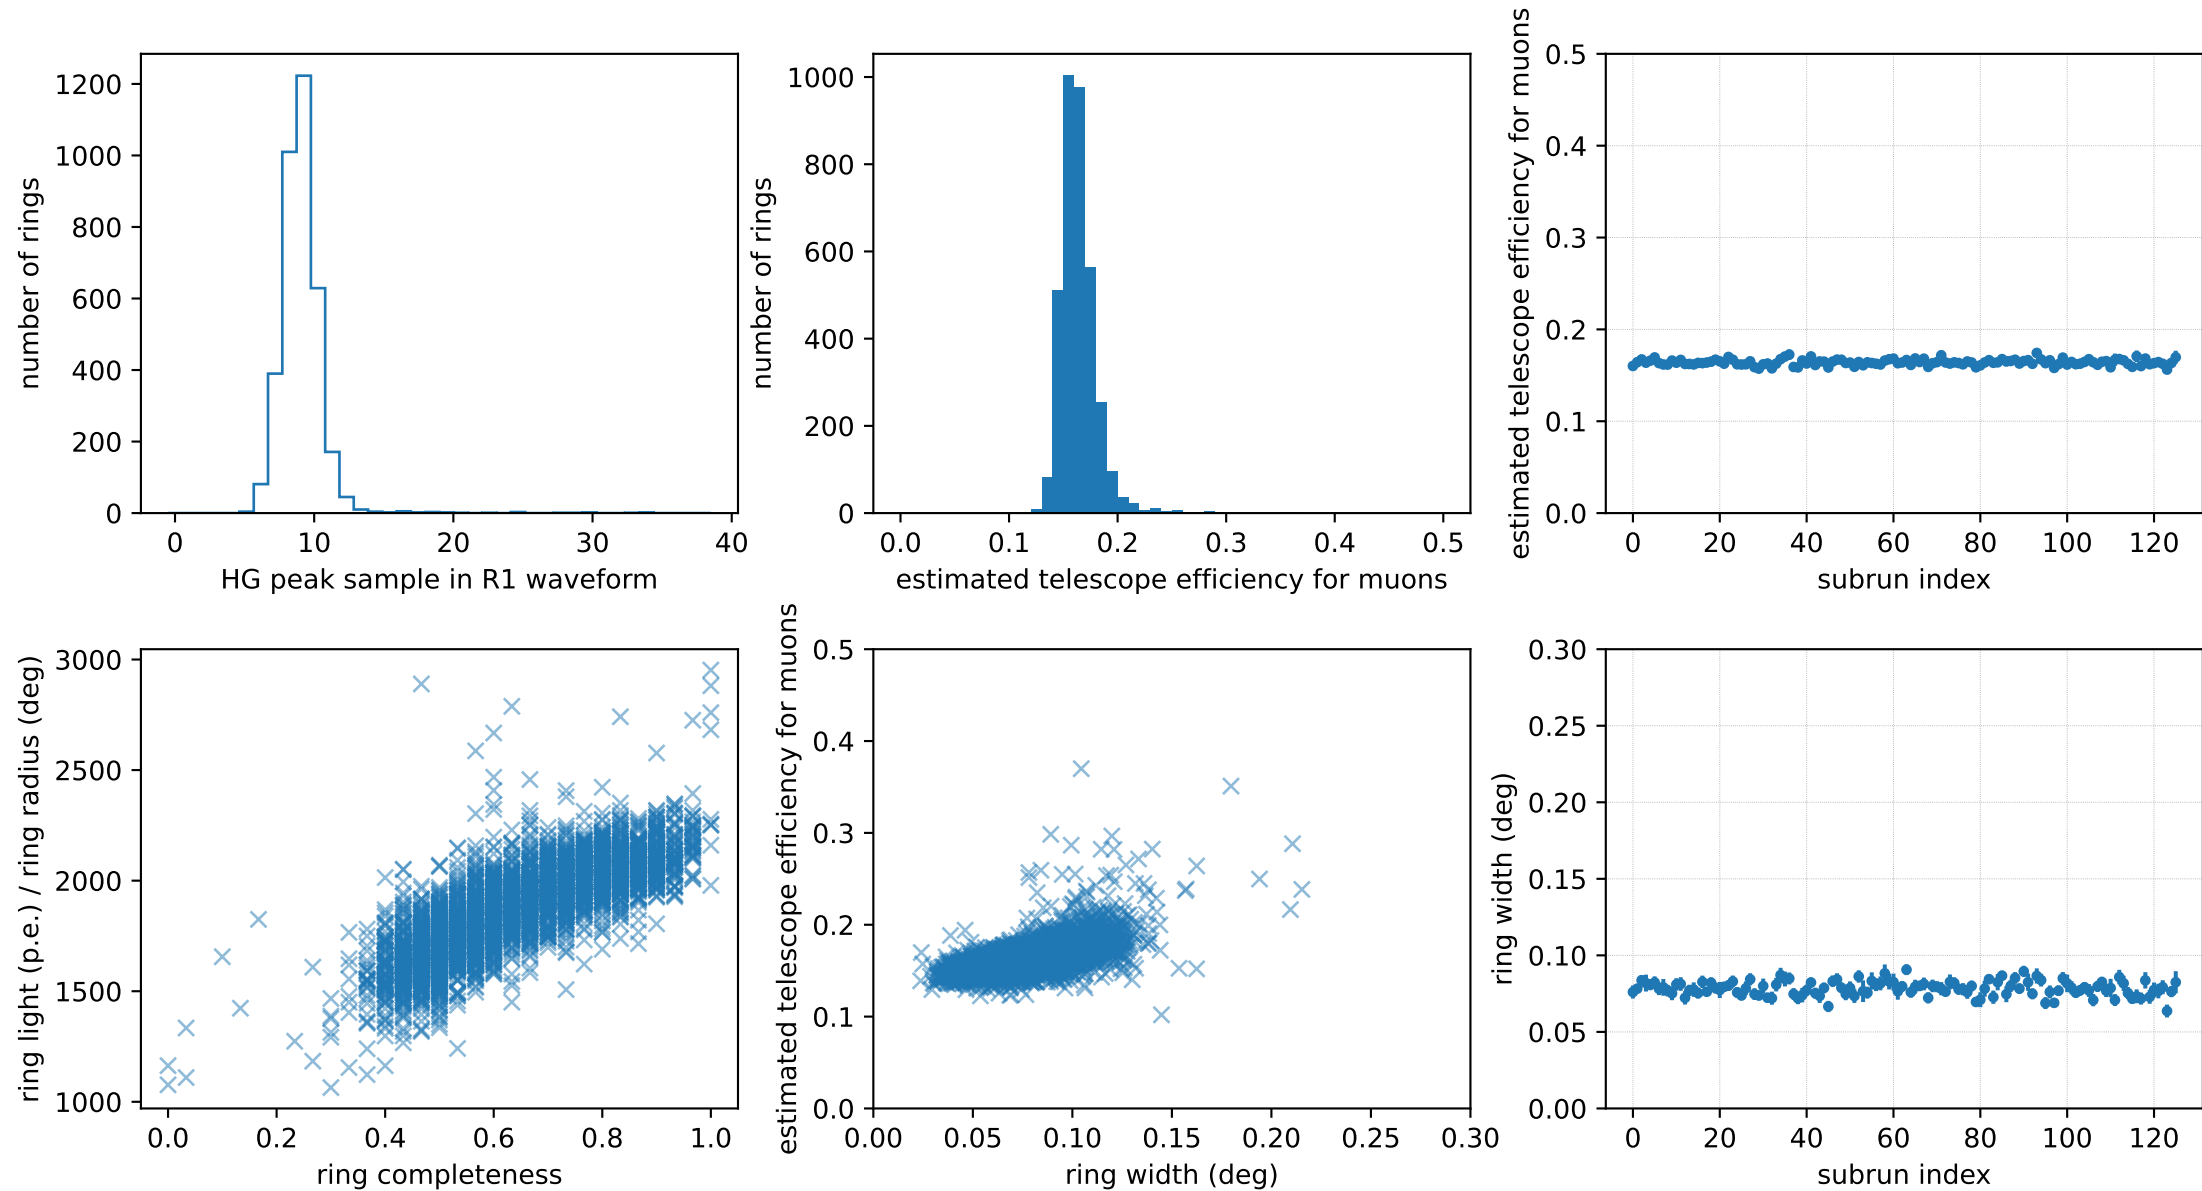 number of rings
1200
1000
800
600
400
200
0
0 10 20 30 40
HG peak sample in R1 waveform
number of rings
1000
800
600
400
200
0
0.0 0.1 0.2 0.3 0.4 0.5
estimated telescope efficiency for muons
estimated telescope efficiency for muons
0.5
0.4
0.3
0.2
0.1
0.0
0 20 40 60 80 100 120
subrun index
ring light (p.e.) / ring radius (deg)
3000
2500
2000
1500
1000
0.0 0.2 0.4 0.6 0.8 1.0
ring completeness
estimated telescope efficiency for muons
0.5
0.4
0.3
0.2
0.1
0.0
0.00 0.05 0.10 0.15 0.20 0.25 0.30
ring width (deg)
ring width (deg)
0.30
0.25
0.20
0.15
0.10
0.05
0.00
0 20 40 60 80 100 120
subrun index